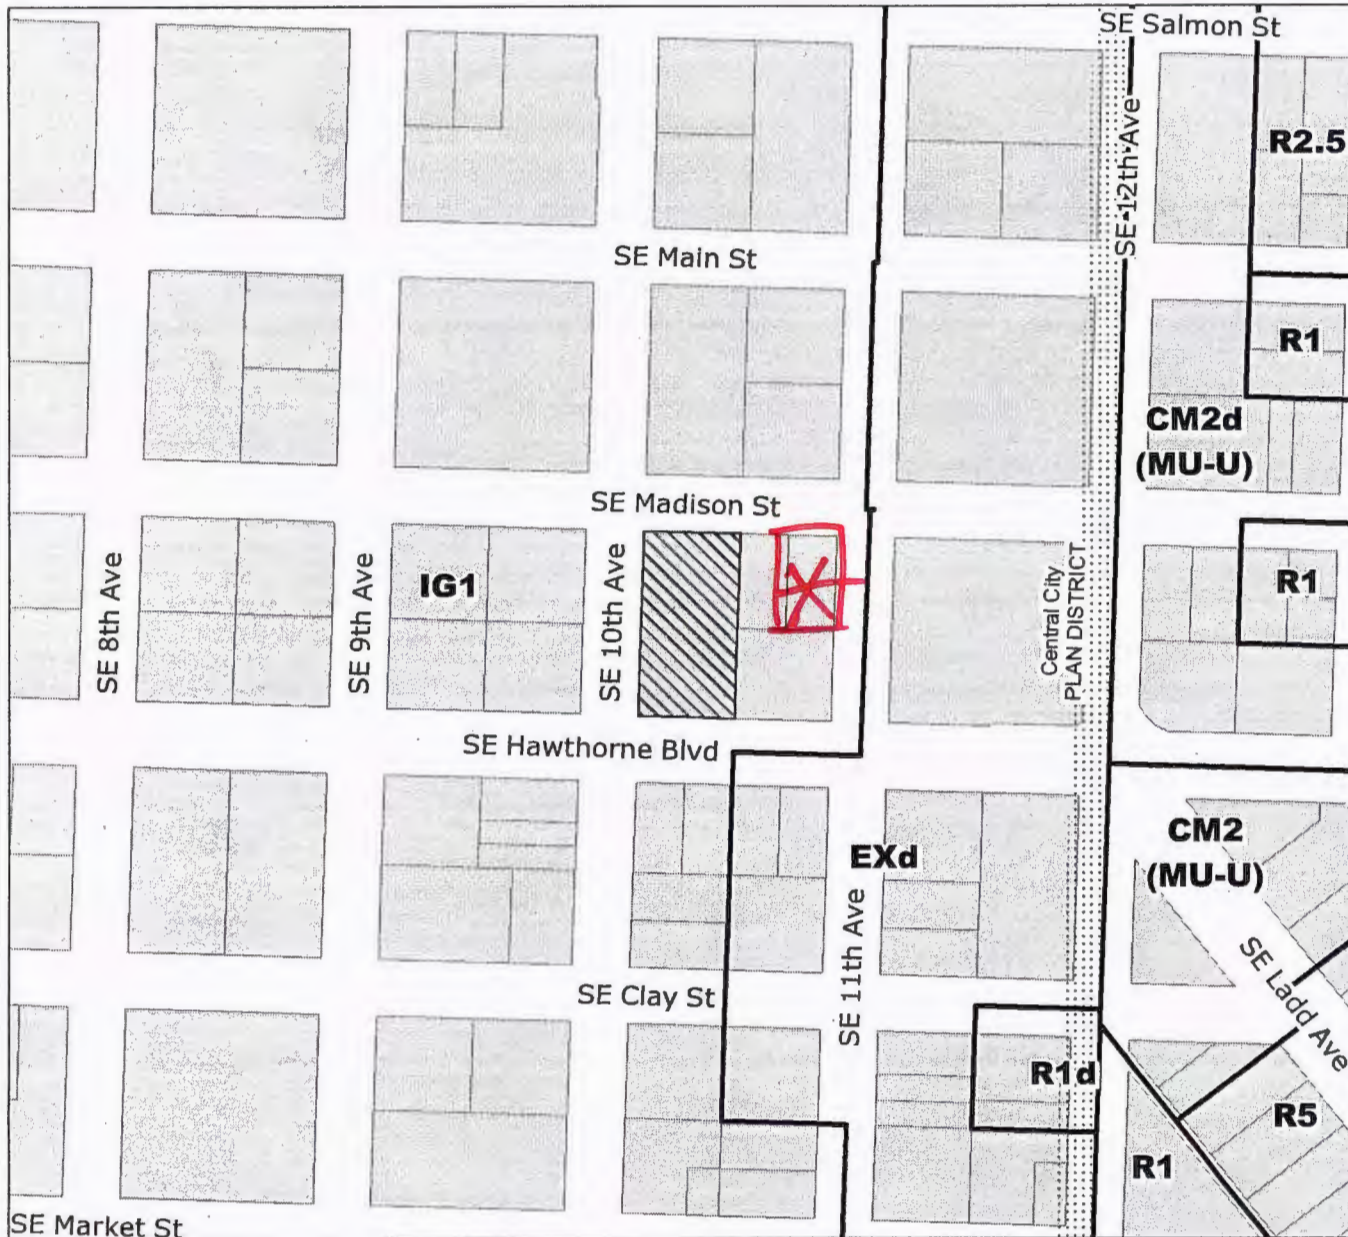 SE Salmon St
SE 12th Ave
R2.5
SE Main St
R1
CM2d
(MU-U)
SE Madison St
SE 8th Ave
SE 9th Ave
IG1
SE 10th Ave
Central City
PLAN DISTRICT
R1
SE Hawthorne Blvd
CM2
(MU-U)
EXd
SE 11th Ave
SE Ladd Ave
SE Clay St
R1d
R5
R1
SE Market St